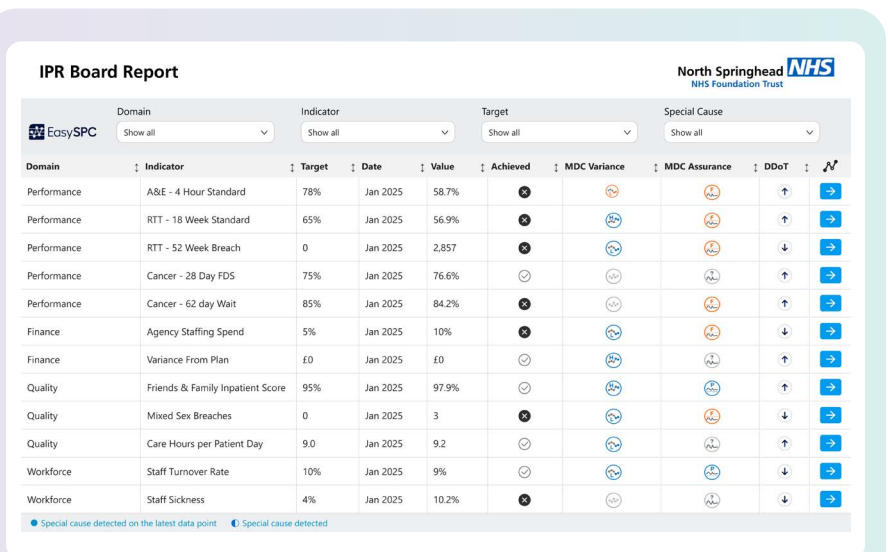 IPR Board Report
North Springhead NHS
NHS Foundation Trust
EasySPC
Domain Indicator Target Special Cause
Show all Show all Show all Show all
Domain Indicator Target Date Value Achieved MDC Variance MDC Assurance DDoT
Performance A&E - 4 Hour Standard 78% Jan 2025 58.7% F
Performance RTT - 18 Week Standard 65% Jan 2025 56.9% H F
Performance RTT - 52 Week Breach 0 Jan 2025 2,857 L F
Performance Cancer - 28 Day FDS 75% Jan 2025 76.6% ?
Performance Cancer - 62 day Wait 85% Jan 2025 84.2% F
Finance Agency Staffing Spend 5% Jan 2025 10% L F
Finance Variance From Plan £0 Jan 2025 £0 H ?
Quality Friends & Family Inpatient Score 95% Jan 2025 97.9% H P
Quality Mixed Sex Breaches 0 Jan 2025 3 L F
Quality Care Hours per Patient Day 9.0 Jan 2025 9.2 L ?
Workforce Staff Turnover Rate 10% Jan 2025 9% L P
Workforce Staff Sickness 4% Jan 2025 10.2% ?
Special cause detected on the latest data point Special cause detected